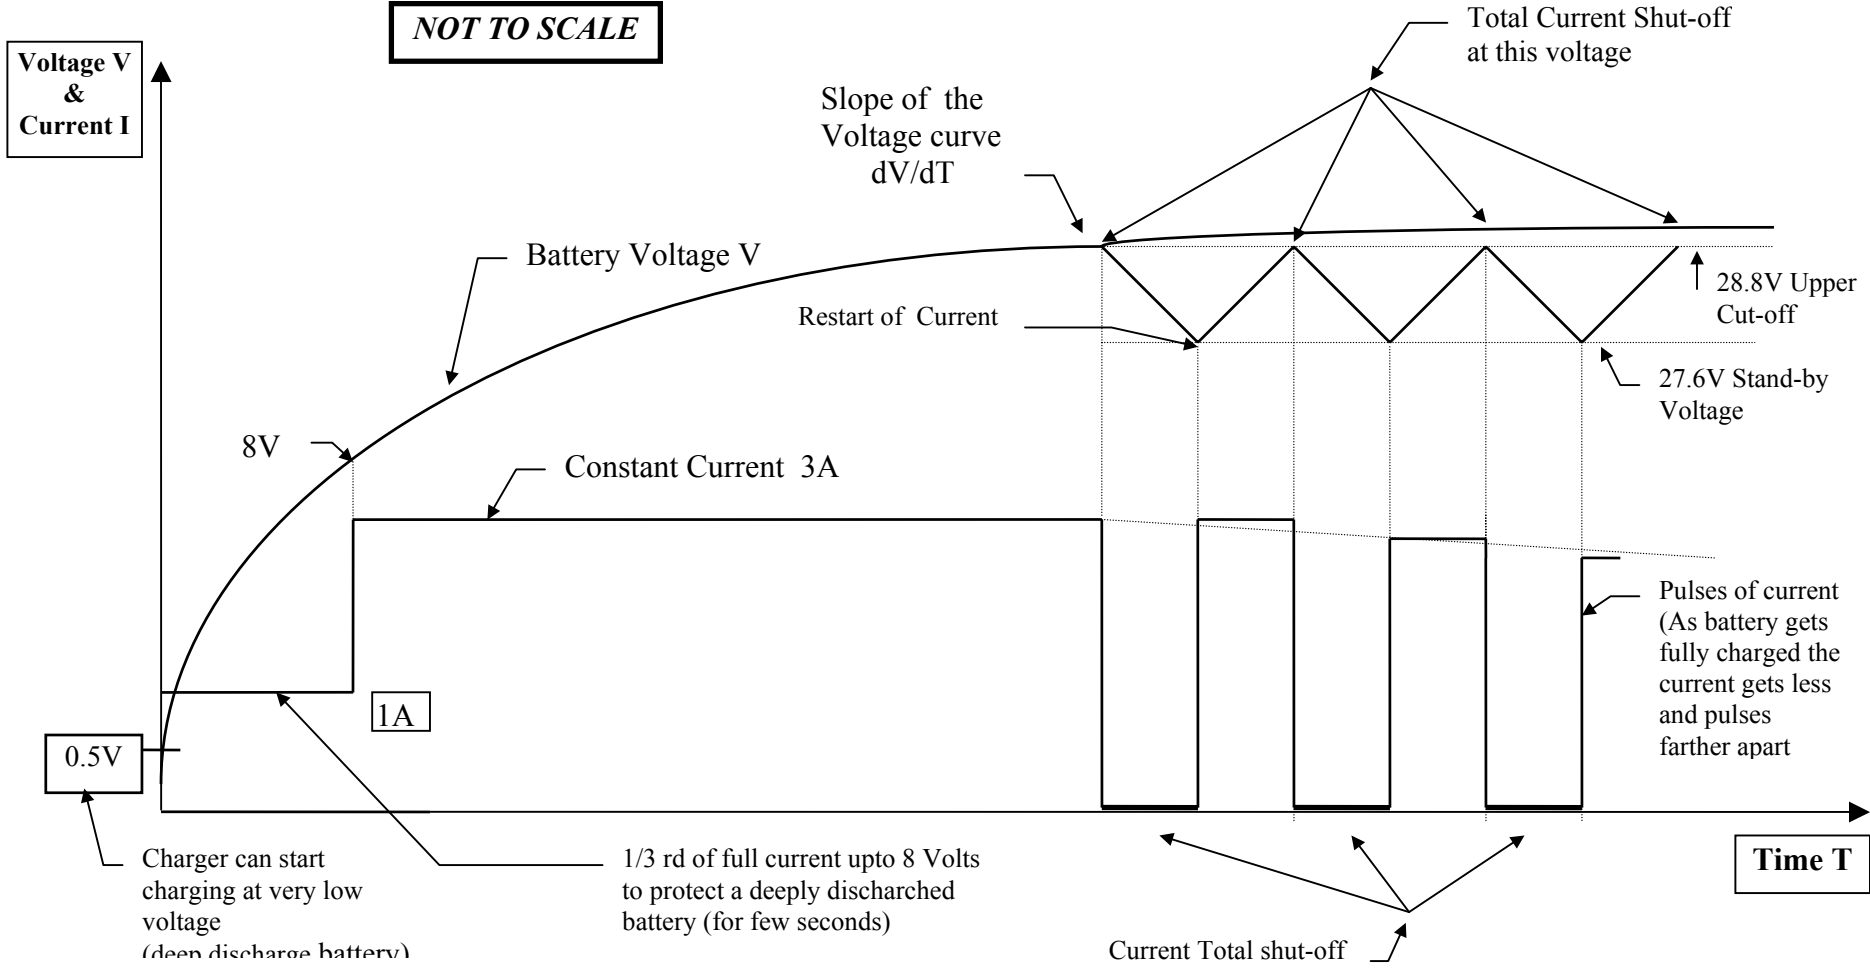 NOT TO SCALE
Voltage V
&
Current I
Total Current Shut-off
at this voltage
Slope of the
Voltage curve
dV/dT
Battery Voltage V
28.8V Upper
Cut-off
Restart of Current
27.6V Stand-by
Voltage
8V
Constant Current 3A
Pulses of current
(As battery gets
fully charged the
current gets less
and pulses
farther apart
1A
0.5V
Time T
Charger can start
charging at very low
voltage
(deep discharge battery)
1/3 rd of full current upto 8 Volts
to protect a deeply discharched
battery (for few seconds)
Current Total shut-off